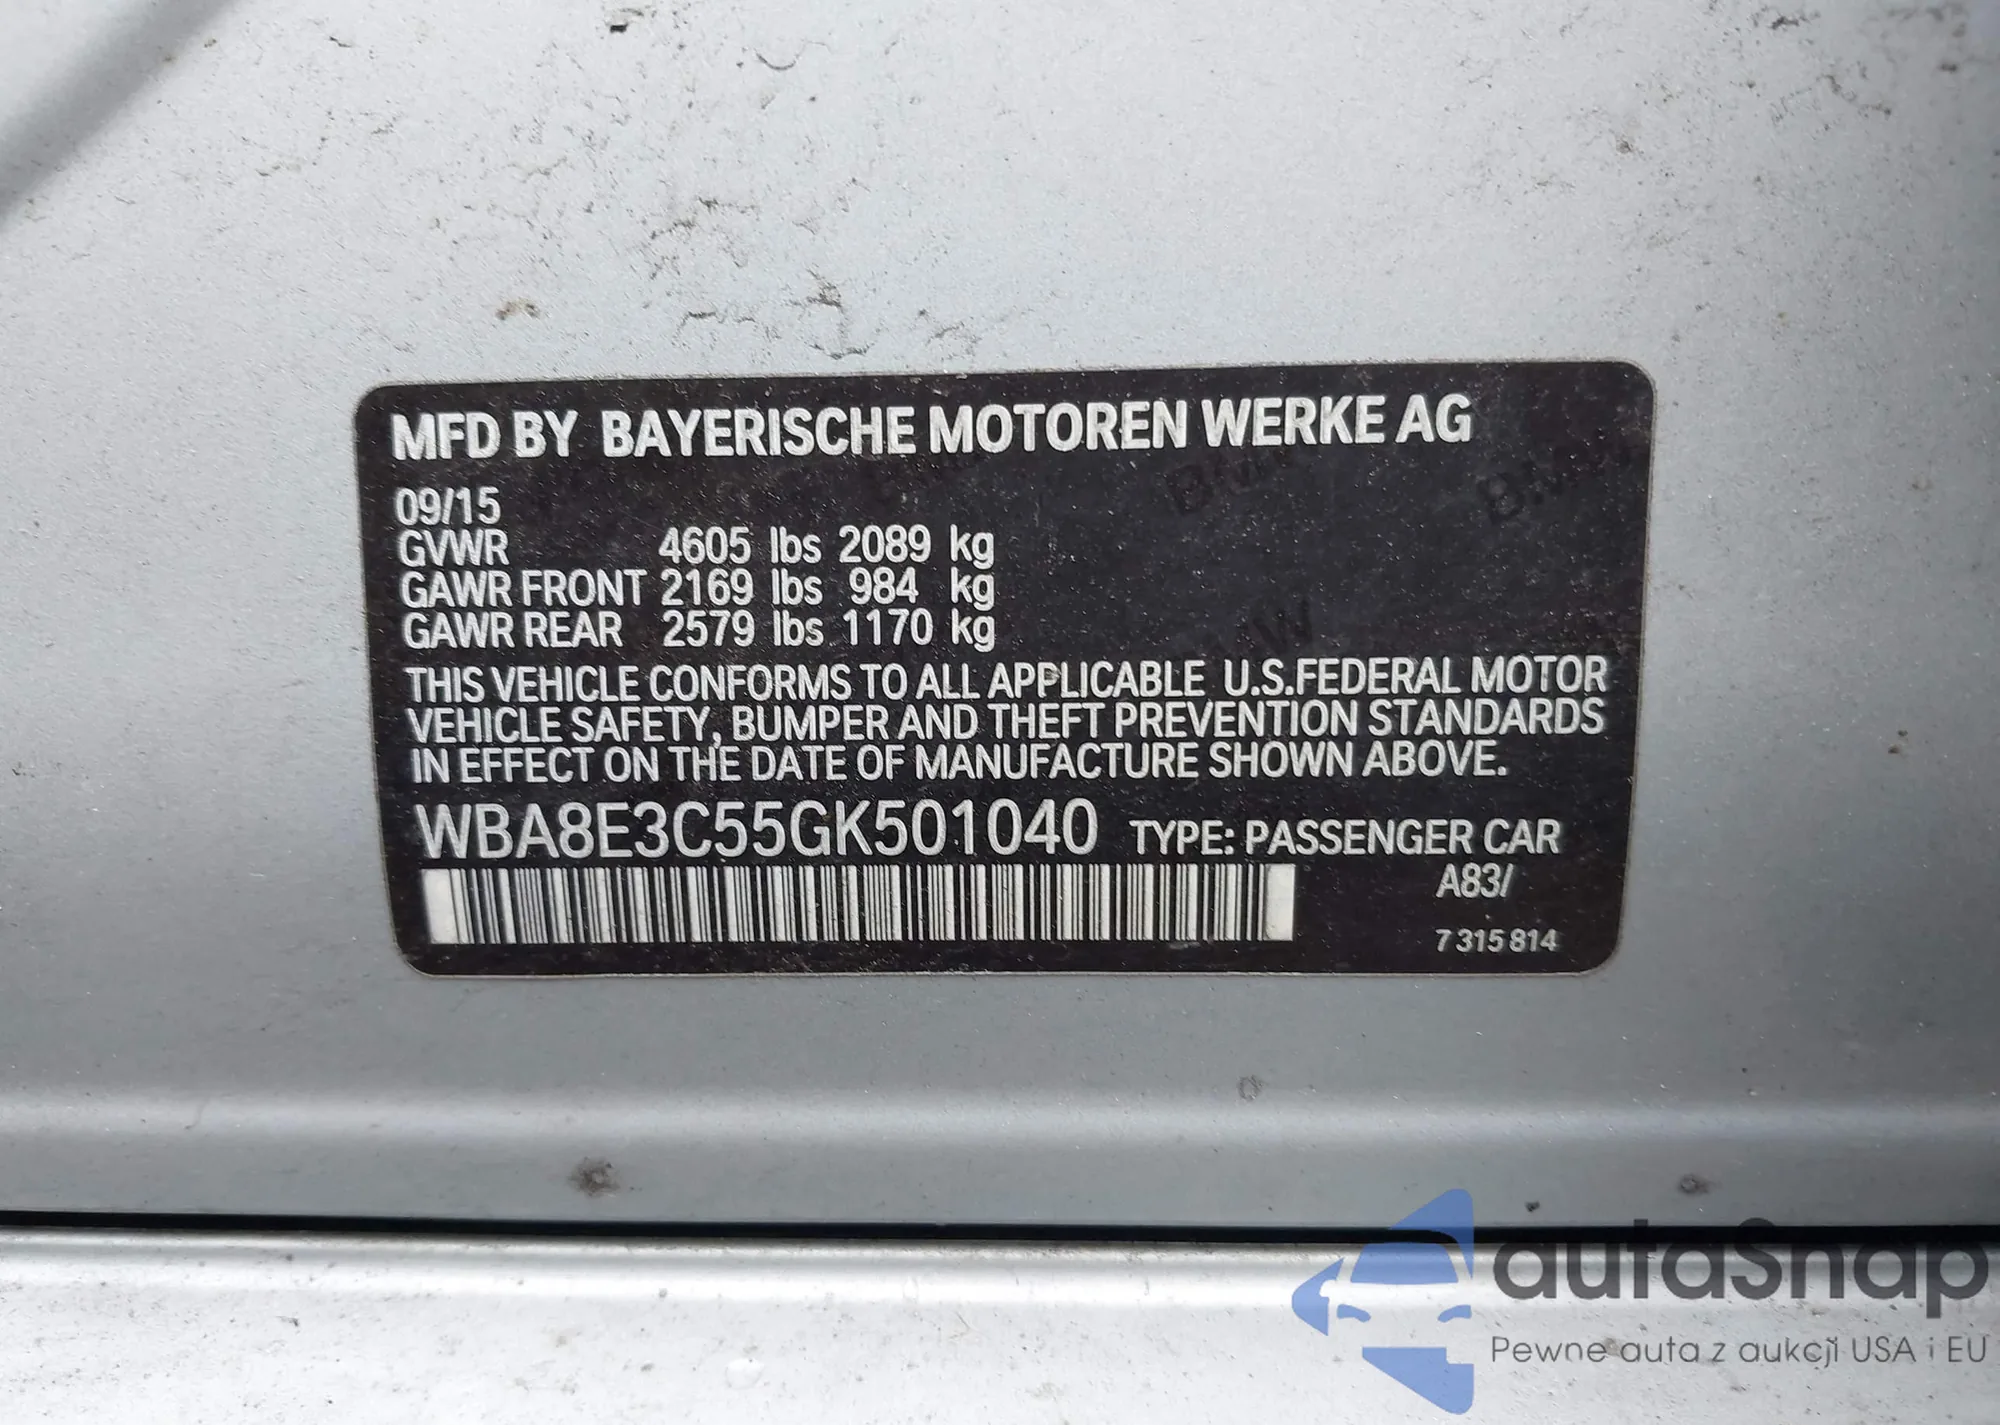 MFD BY BAYERISCHE MOTOREN WERKE AG
09/15
GVWR 4605 lbs 2089 kg
GAWR FRONT 2169 lbs 984 kg
GAWR REAR 2579 lbs 1170 kg
THIS VEHICLE CONFORMS TO ALL APPLICABLE U.S.FEDERAL MOTOR
VEHICLE SAFETY, BUMPER AND THEFT PREVENTION STANDARDS
IN EFFECT ON THE DATE OF MANUFACTURE SHOWN ABOVE.
WBA8E3C55GK501040 TYPE: PASSENGER CAR
A83/
7 315 814
autaSnap
Pewne auta z aukcji USA i EU